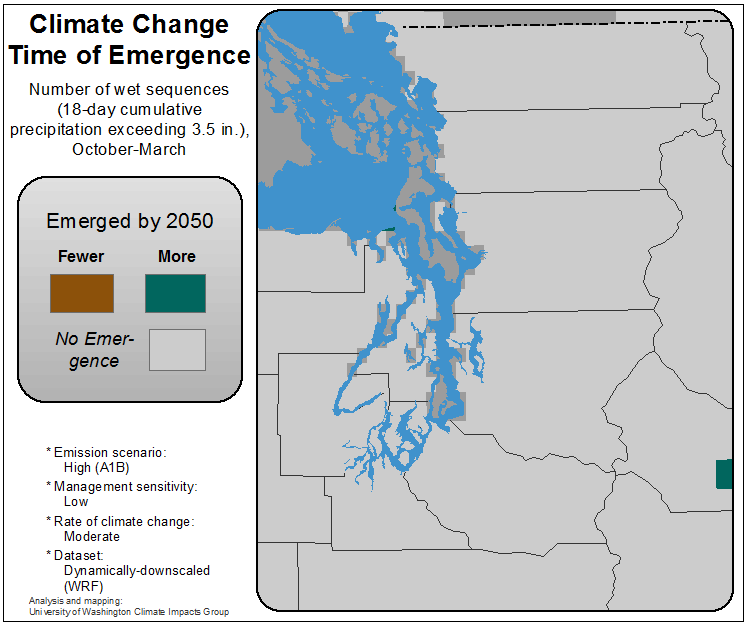 Climate Change
Time of Emergence
Number of wet sequences
(18-day cumulative
precipitation exceeding 3.5 in.),
October-March
Emerged by 2050
Fewer More
No Emer-
gence
* Emission scenario:
High (A1B)
* Management sensitivity:
Low
* Rate of climate change:
Moderate
* Dataset:
Dynamically-downscaled
(WRF)
Analysis and mapping:
University of Washington Climate Impacts Group